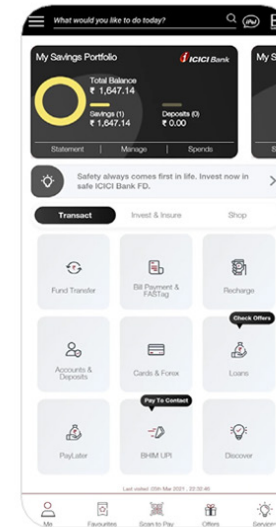 What would you like to do today?
iPal
My Savings Portfolio
ICICI Bank
My S
Total Balance
₹ 1,647.14
Savings (1)
₹ 1,647.14
Deposits (0)
₹ 0.00
Statement | Manage | Spends
Safety always comes first in life. Invest now in
safe ICICI Bank FD.
Transact
Invest & Insure
Shop
Fund Transfer
Bill Payment &
FASTag
Recharge
Check Offers
Accounts &
Deposits
Cards & Forex
Loans
Pay To Contact
PayLater
BHIM UPI
Discover
Me
Favourites
Scan to Pay
Offers